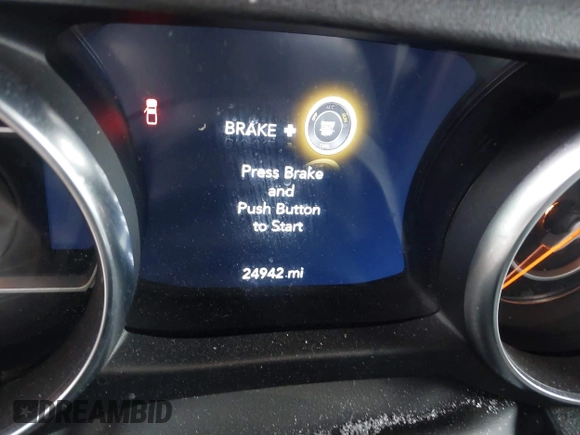 BRAKE +
Press Brake
and
Push Button
to Start
24942 mi
DREAMBID